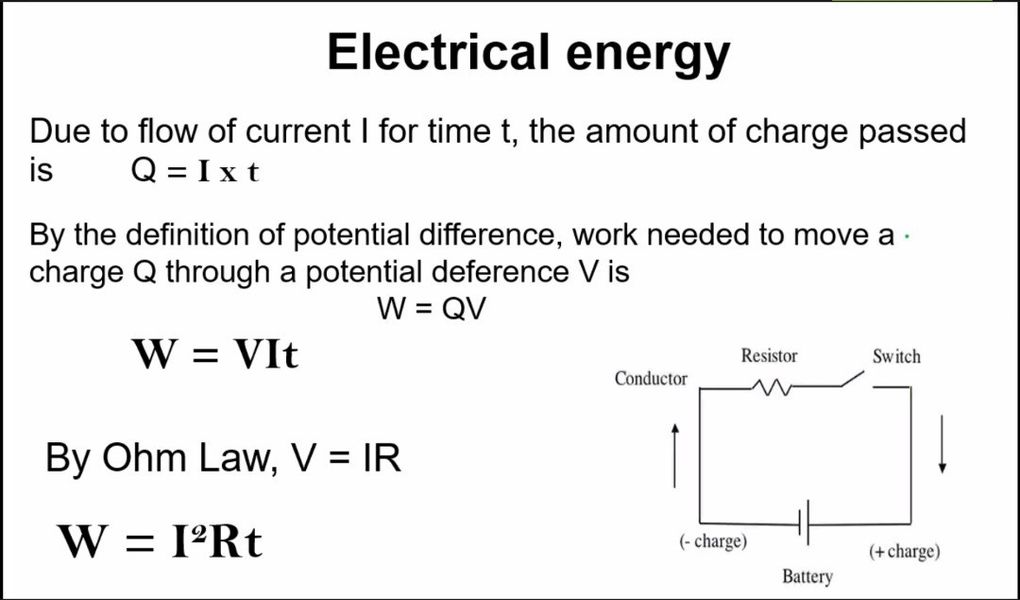 Electrical energy
Due to flow of current I for time t, the amount of charge passed
is Q = I x t
By the definition of potential difference, work needed to move a
charge Q through a potential deference V is
W = QV
W = VIt
By Ohm Law, V = IR
W = I²Rt
Resistor
Switch
Conductor
(- charge)
(+ charge)
Battery